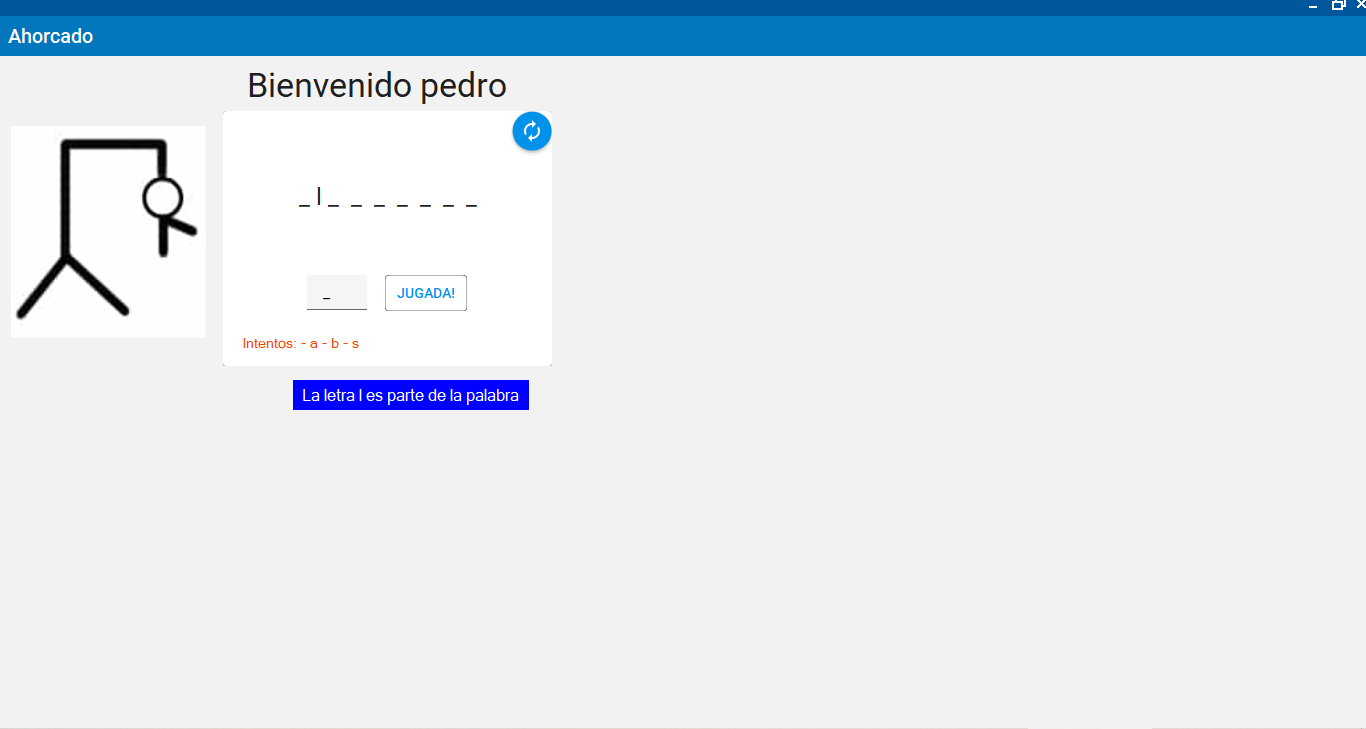 Ahorcado
Bienvenido pedro
_ l _ _ _ _ _ _ _
_
JUGADA!
Intentos: - a - b - s
La letra l es parte de la palabra